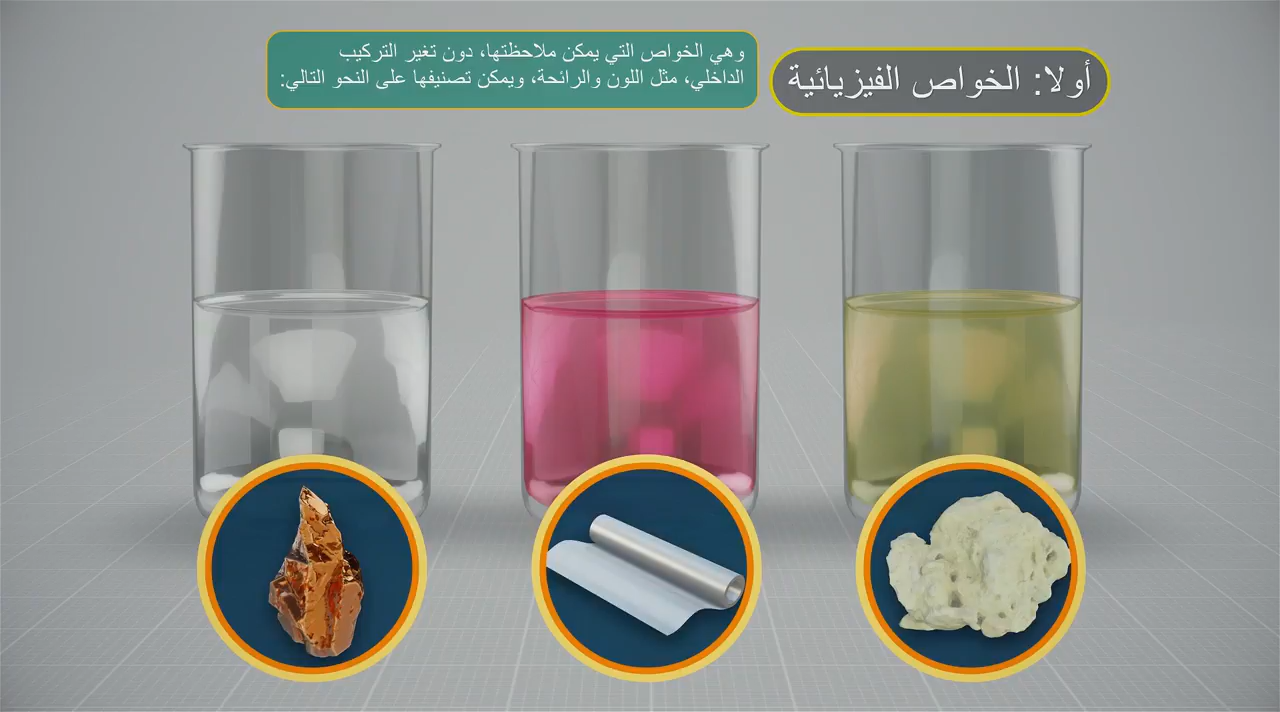 أولا: الخواص الفيزيائية
وهي الخواص التي يمكن ملاحظتها، دون تغير التركيب
الداخلي، مثل اللون والرائحة، ويمكن تصنيفها على النحو التالي: